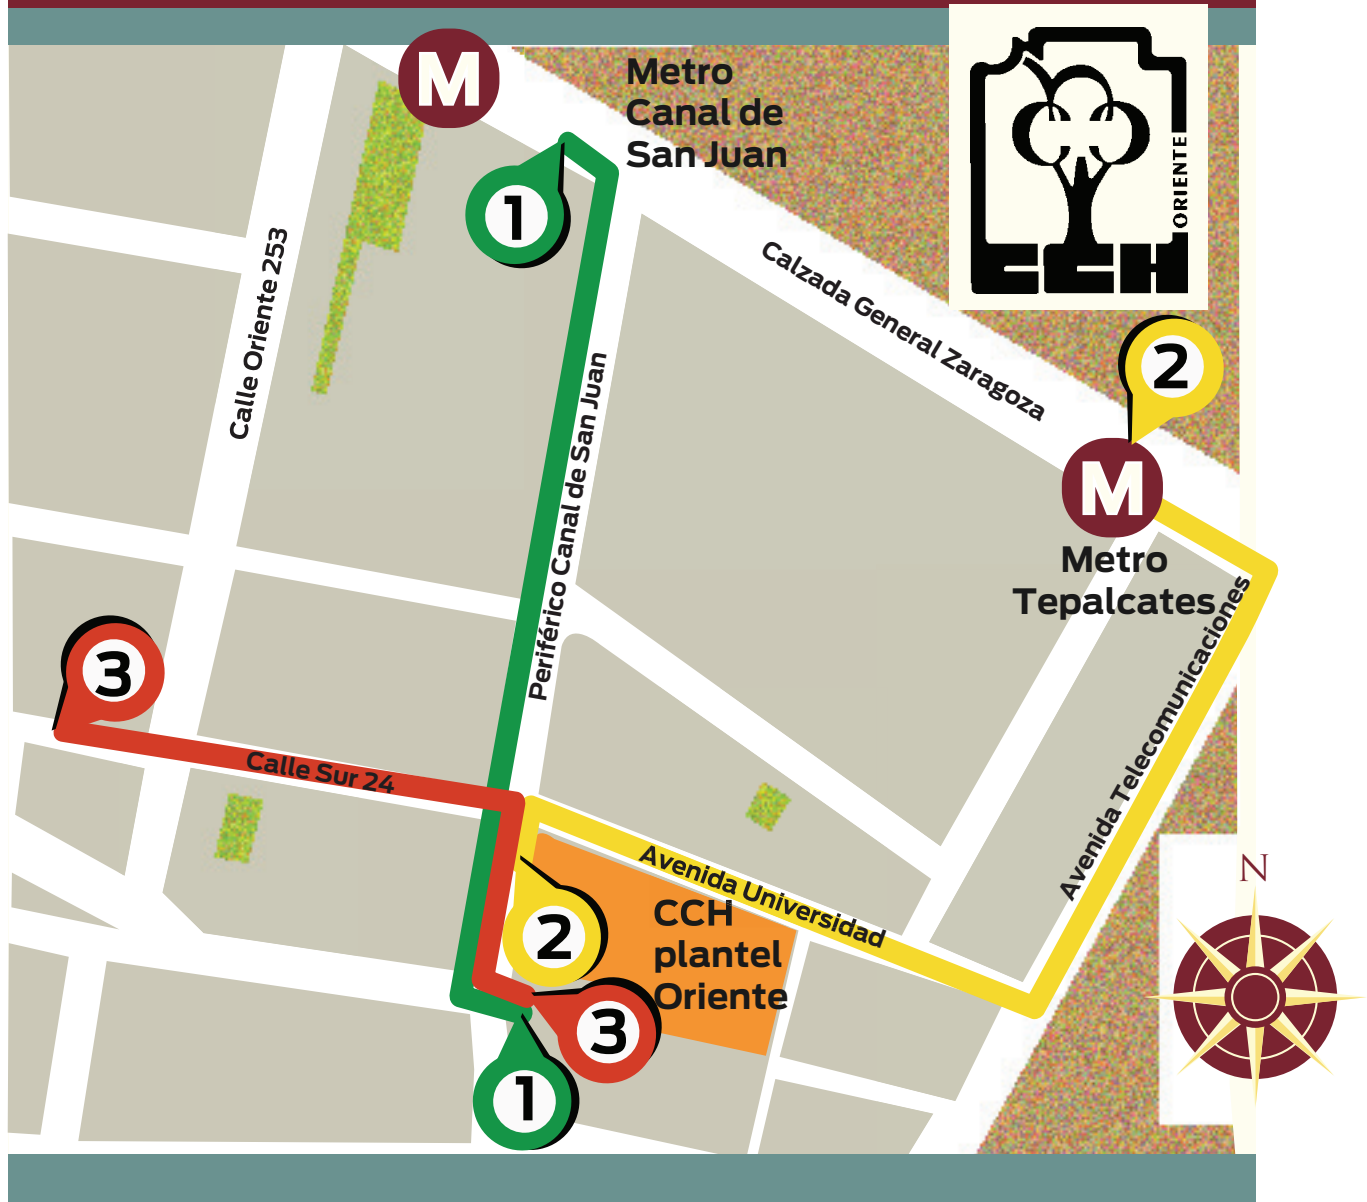 M
Metro
Canal de
San Juan
ORIENTE
CCH
1
Calle Oriente 253
Calzada General Zaragoza
2
Periférico Canal de San Juan
M
Metro
Tepalcates
3
Avenida Telecomunicaciones
Calle Sur 24
Avenida Universidad
N
CCH
plantel
Oriente
2
3
1